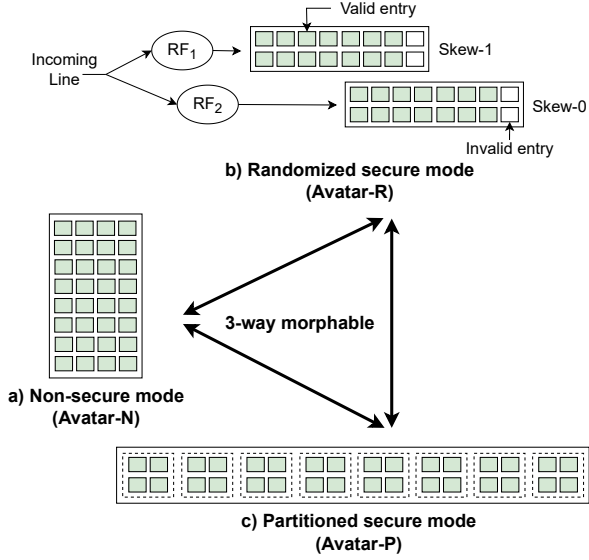 Valid entry
RF1
Skew-1
Incoming
Line
RF2
Skew-0
Invalid entry
b) Randomized secure mode
(Avatar-R)
3-way morphable
a) Non-secure mode
(Avatar-N)
c) Partitioned secure mode
(Avatar-P)